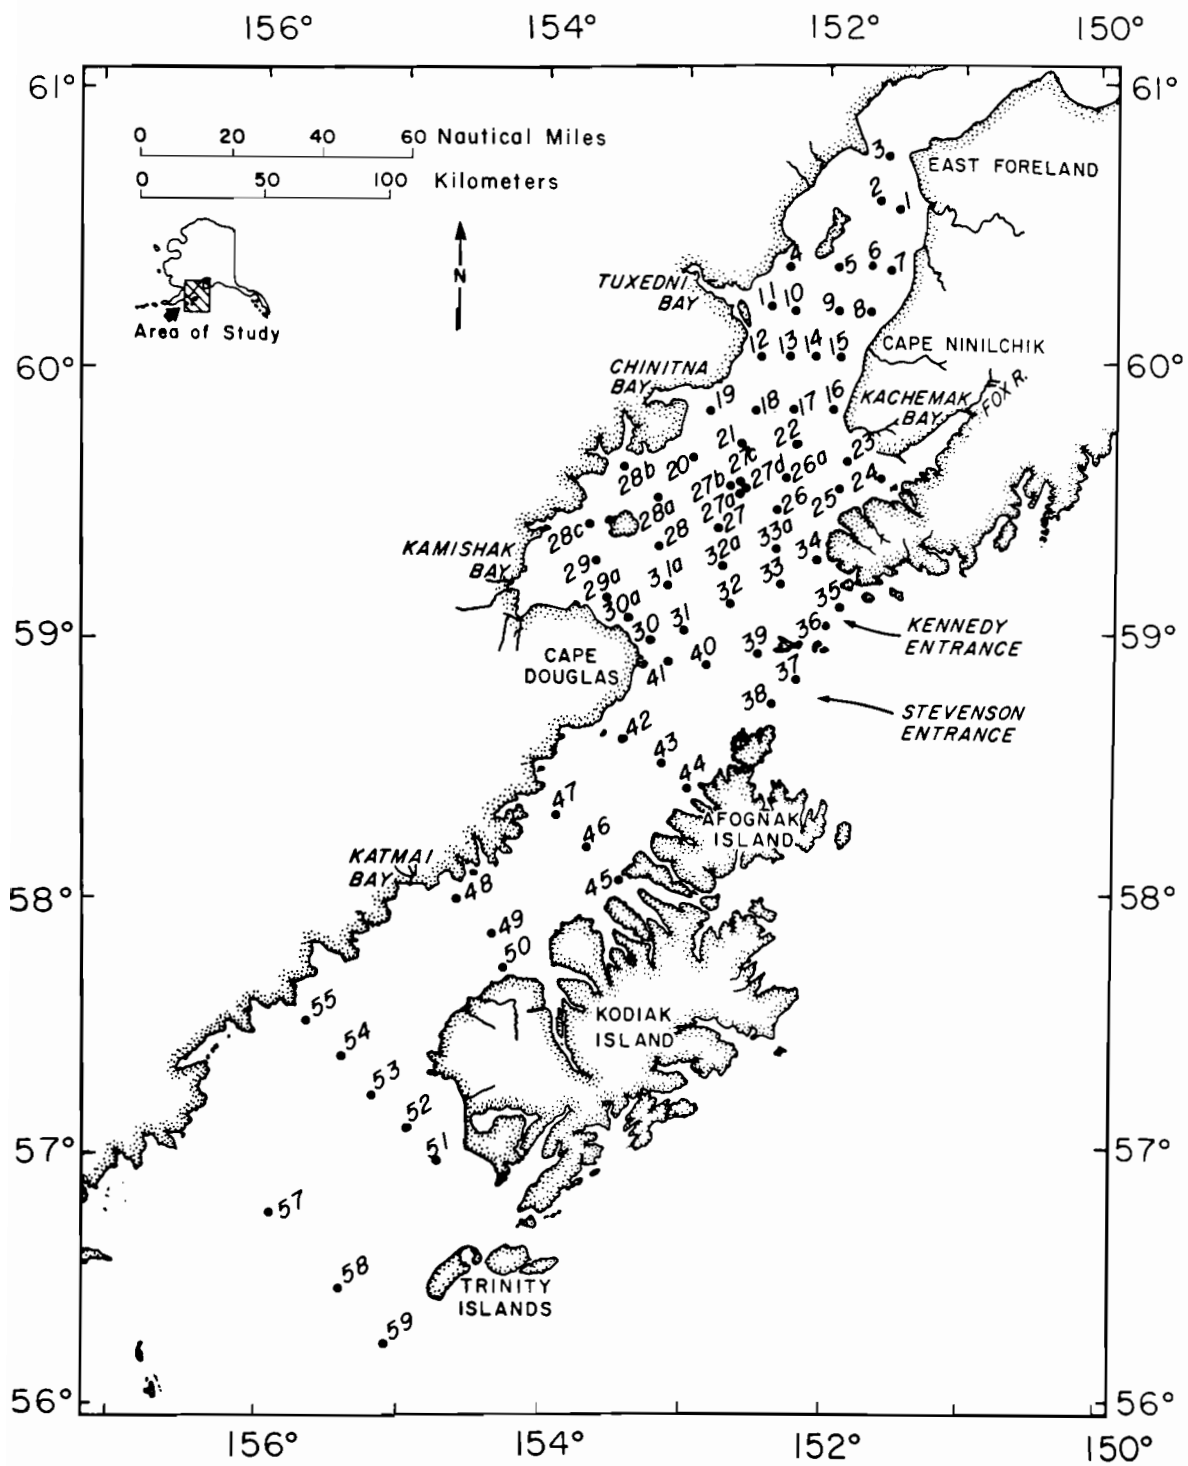 156° 154° 152° 150°
61° 61°
0 20 40 60 Nautical Miles
0 50 100 Kilometers
N
Area of Study
3
EAST FORELAND
2 1
4 5 6 7
TUXEDNI
BAY
11 10 9 8
12 13 14 15
CAPE NINILCHIK
60° 60°
CHINITNA
BAY
19 18 17 16
KACHEMAK
BAY
FOX R.
21 22 23
28b 20 27c 27d 26a 24
27b 25
28a 27a 26
28c 28 27 33a 34
KAMISHAK
BAY
29 31a 32a
29a 32 33 35
30a
30 31 36
59° 59°
KENNEDY
ENTRANCE
CAPE
DOUGLAS
41 40 39 37
38
STEVENSON
ENTRANCE
42
43
44
47
46
AFOGNAK
ISLAND
KATMAI
BAY
48 45
58° 58°
49
50
55
KODIAK
ISLAND
54
53
52
51
57° 57°
57
58
TRINITY
ISLANDS
59
56° 56°
156° 154° 152° 150°